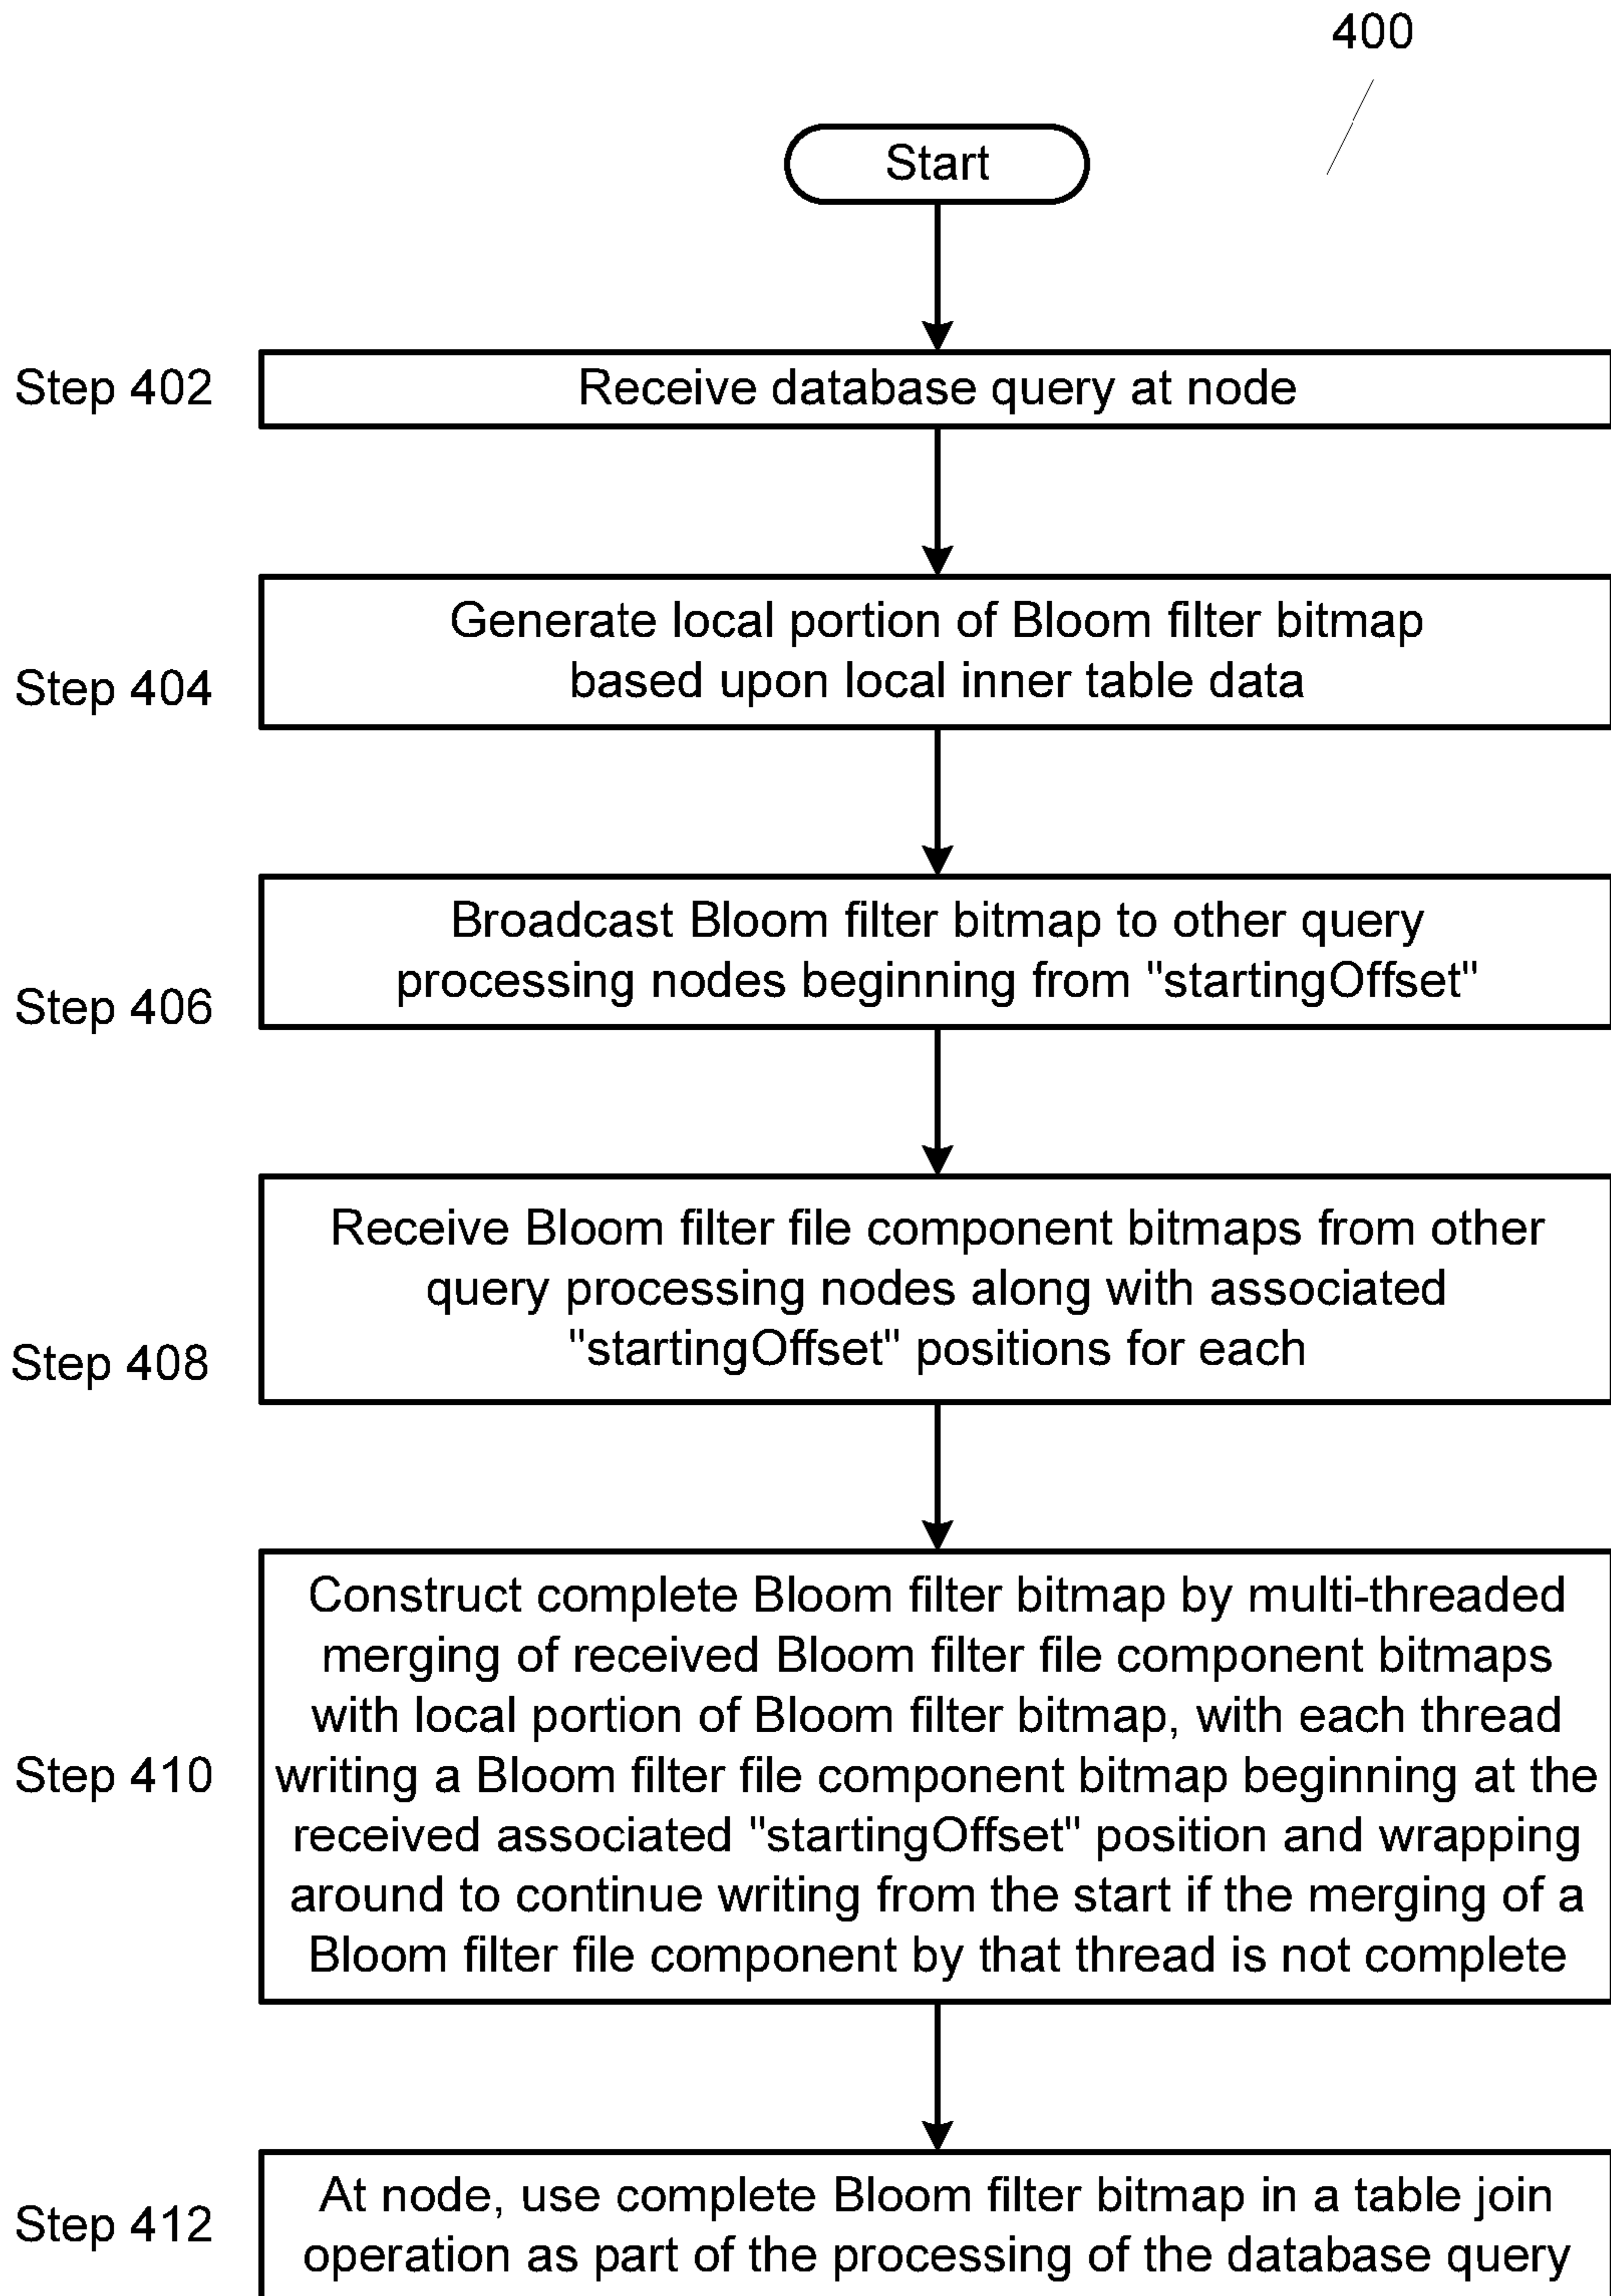 400
Start
Step 402
Receive database query at node
Step 404
Generate local portion of Bloom filter bitmap
based upon local inner table data
Step 406
Broadcast Bloom filter bitmap to other query
processing nodes beginning from "startingOffset"
Step 408
Receive Bloom filter file component bitmaps from other
query processing nodes along with associated
"startingOffset" positions for each
Step 410
Construct complete Bloom filter bitmap by multi-threaded
merging of received Bloom filter file component bitmaps
with local portion of Bloom filter bitmap, with each thread
writing a Bloom filter file component bitmap beginning at the
received associated "startingOffset" position and wrapping
around to continue writing from the start if the merging of a
Bloom filter file component by that thread is not complete
Step 412
At node, use complete Bloom filter bitmap in a table join
operation as part of the processing of the database query